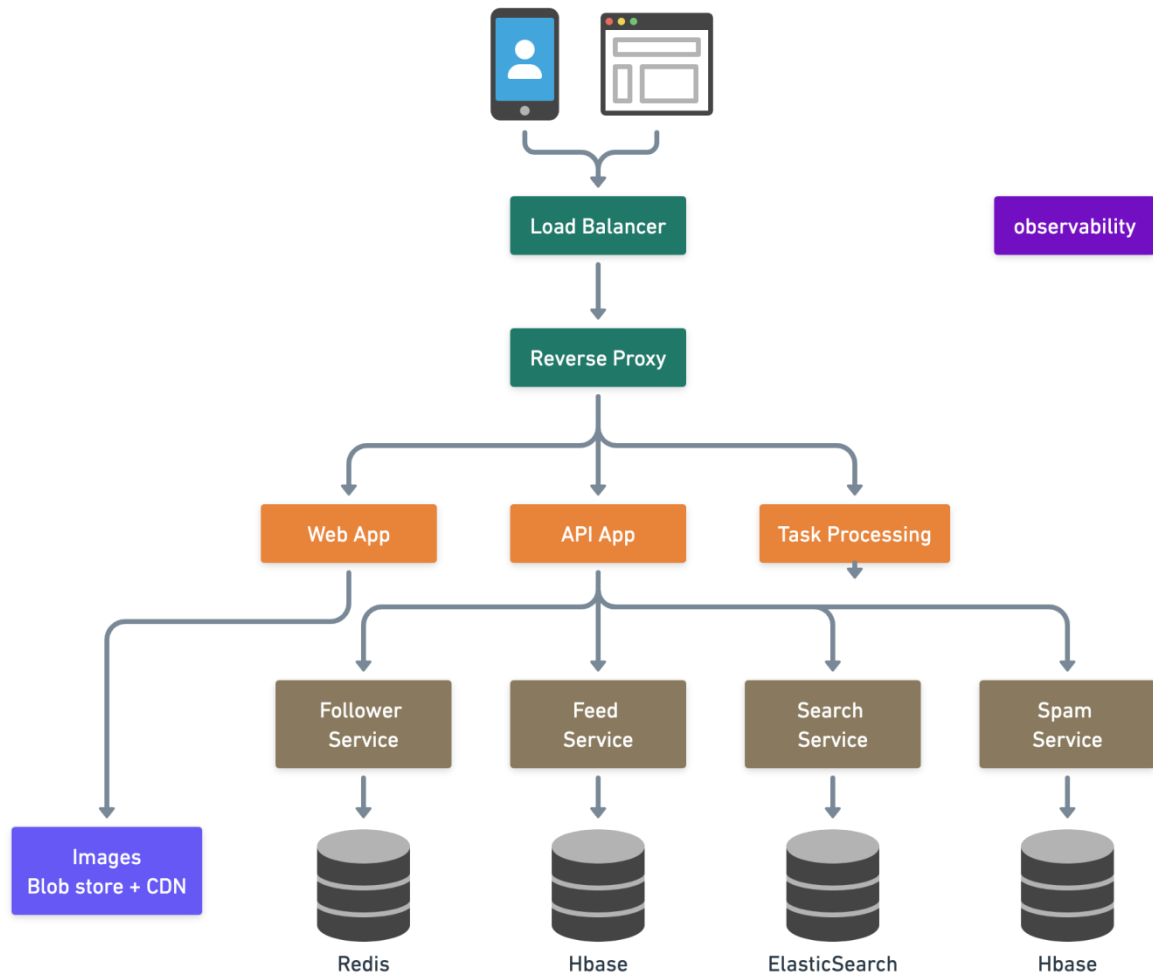 Load Balancer
observability
Reverse Proxy
Web App
API App
Task Processing
Follower
Service
Feed
Service
Search
Service
Spam
Service
Images
Blob store + CDN
Redis
Hbase
ElasticSearch
Hbase